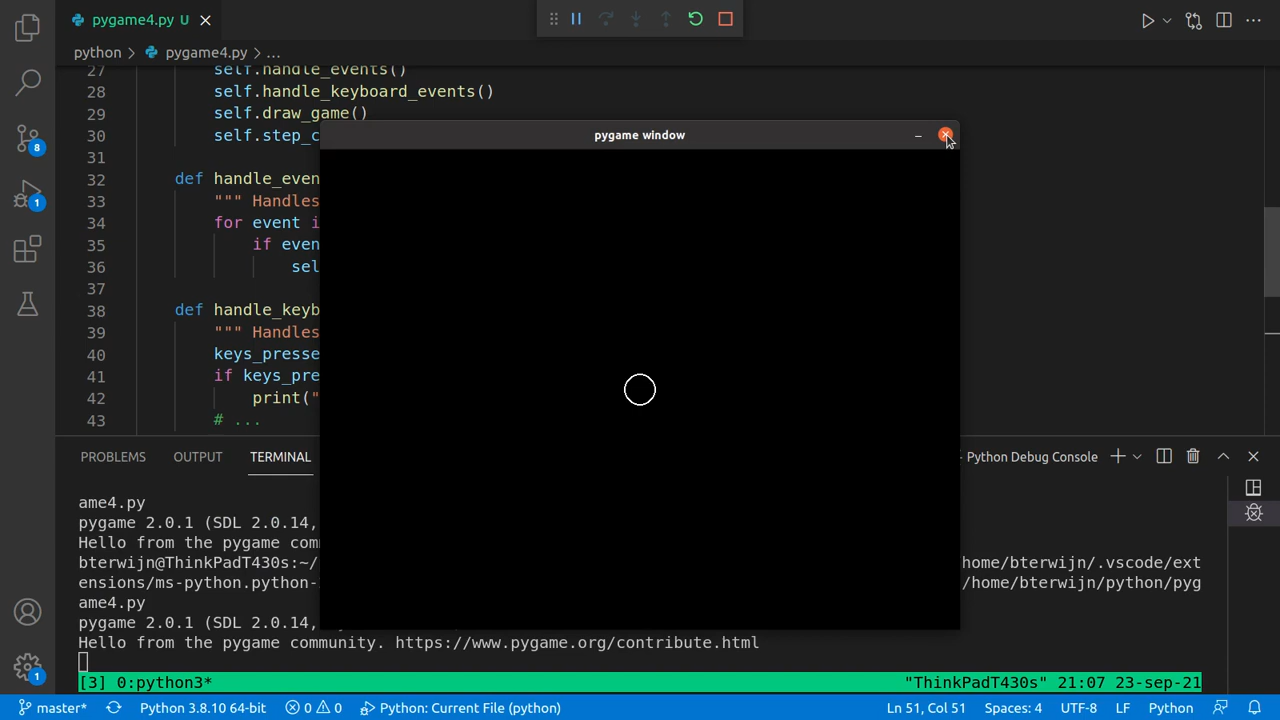 pygame4.py U
python > pygame4.py > ...
27 self.handle_events()
28 self.handle_keyboard_events()
29 self.draw_game()
30 self.step_c
pygame window
31
32 def handle_even
33 """ Handles
34 for event i
35 if even
36 sel
37
38 def handle_keyb
39 """ Handles
40 keys_presse
41 if keys_pre
42 print("
43 # ...
8
1
PROBLEMS OUTPUT TERMINAL Python Debug Console
ame4.py
pygame 2.0.1 (SDL 2.0.14,
Hello from the pygame com
bterwijn@ThinkPadT430s:~/ home/bterwijn/.vscode/ext
ensions/ms-python.python- /home/bterwijn/python/pyg
ame4.py
pygame 2.0.1 (SDL 2.0.14,
Hello from the pygame community. https://www.pygame.org/contribute.html
[3] 0:python3* "ThinkPadT430s" 21:07 23-sep-21
1
master* Python 3.8.10 64-bit 0 0 Python: Current File (python) Ln 51, Col 51 Spaces: 4 UTF-8 LF Python